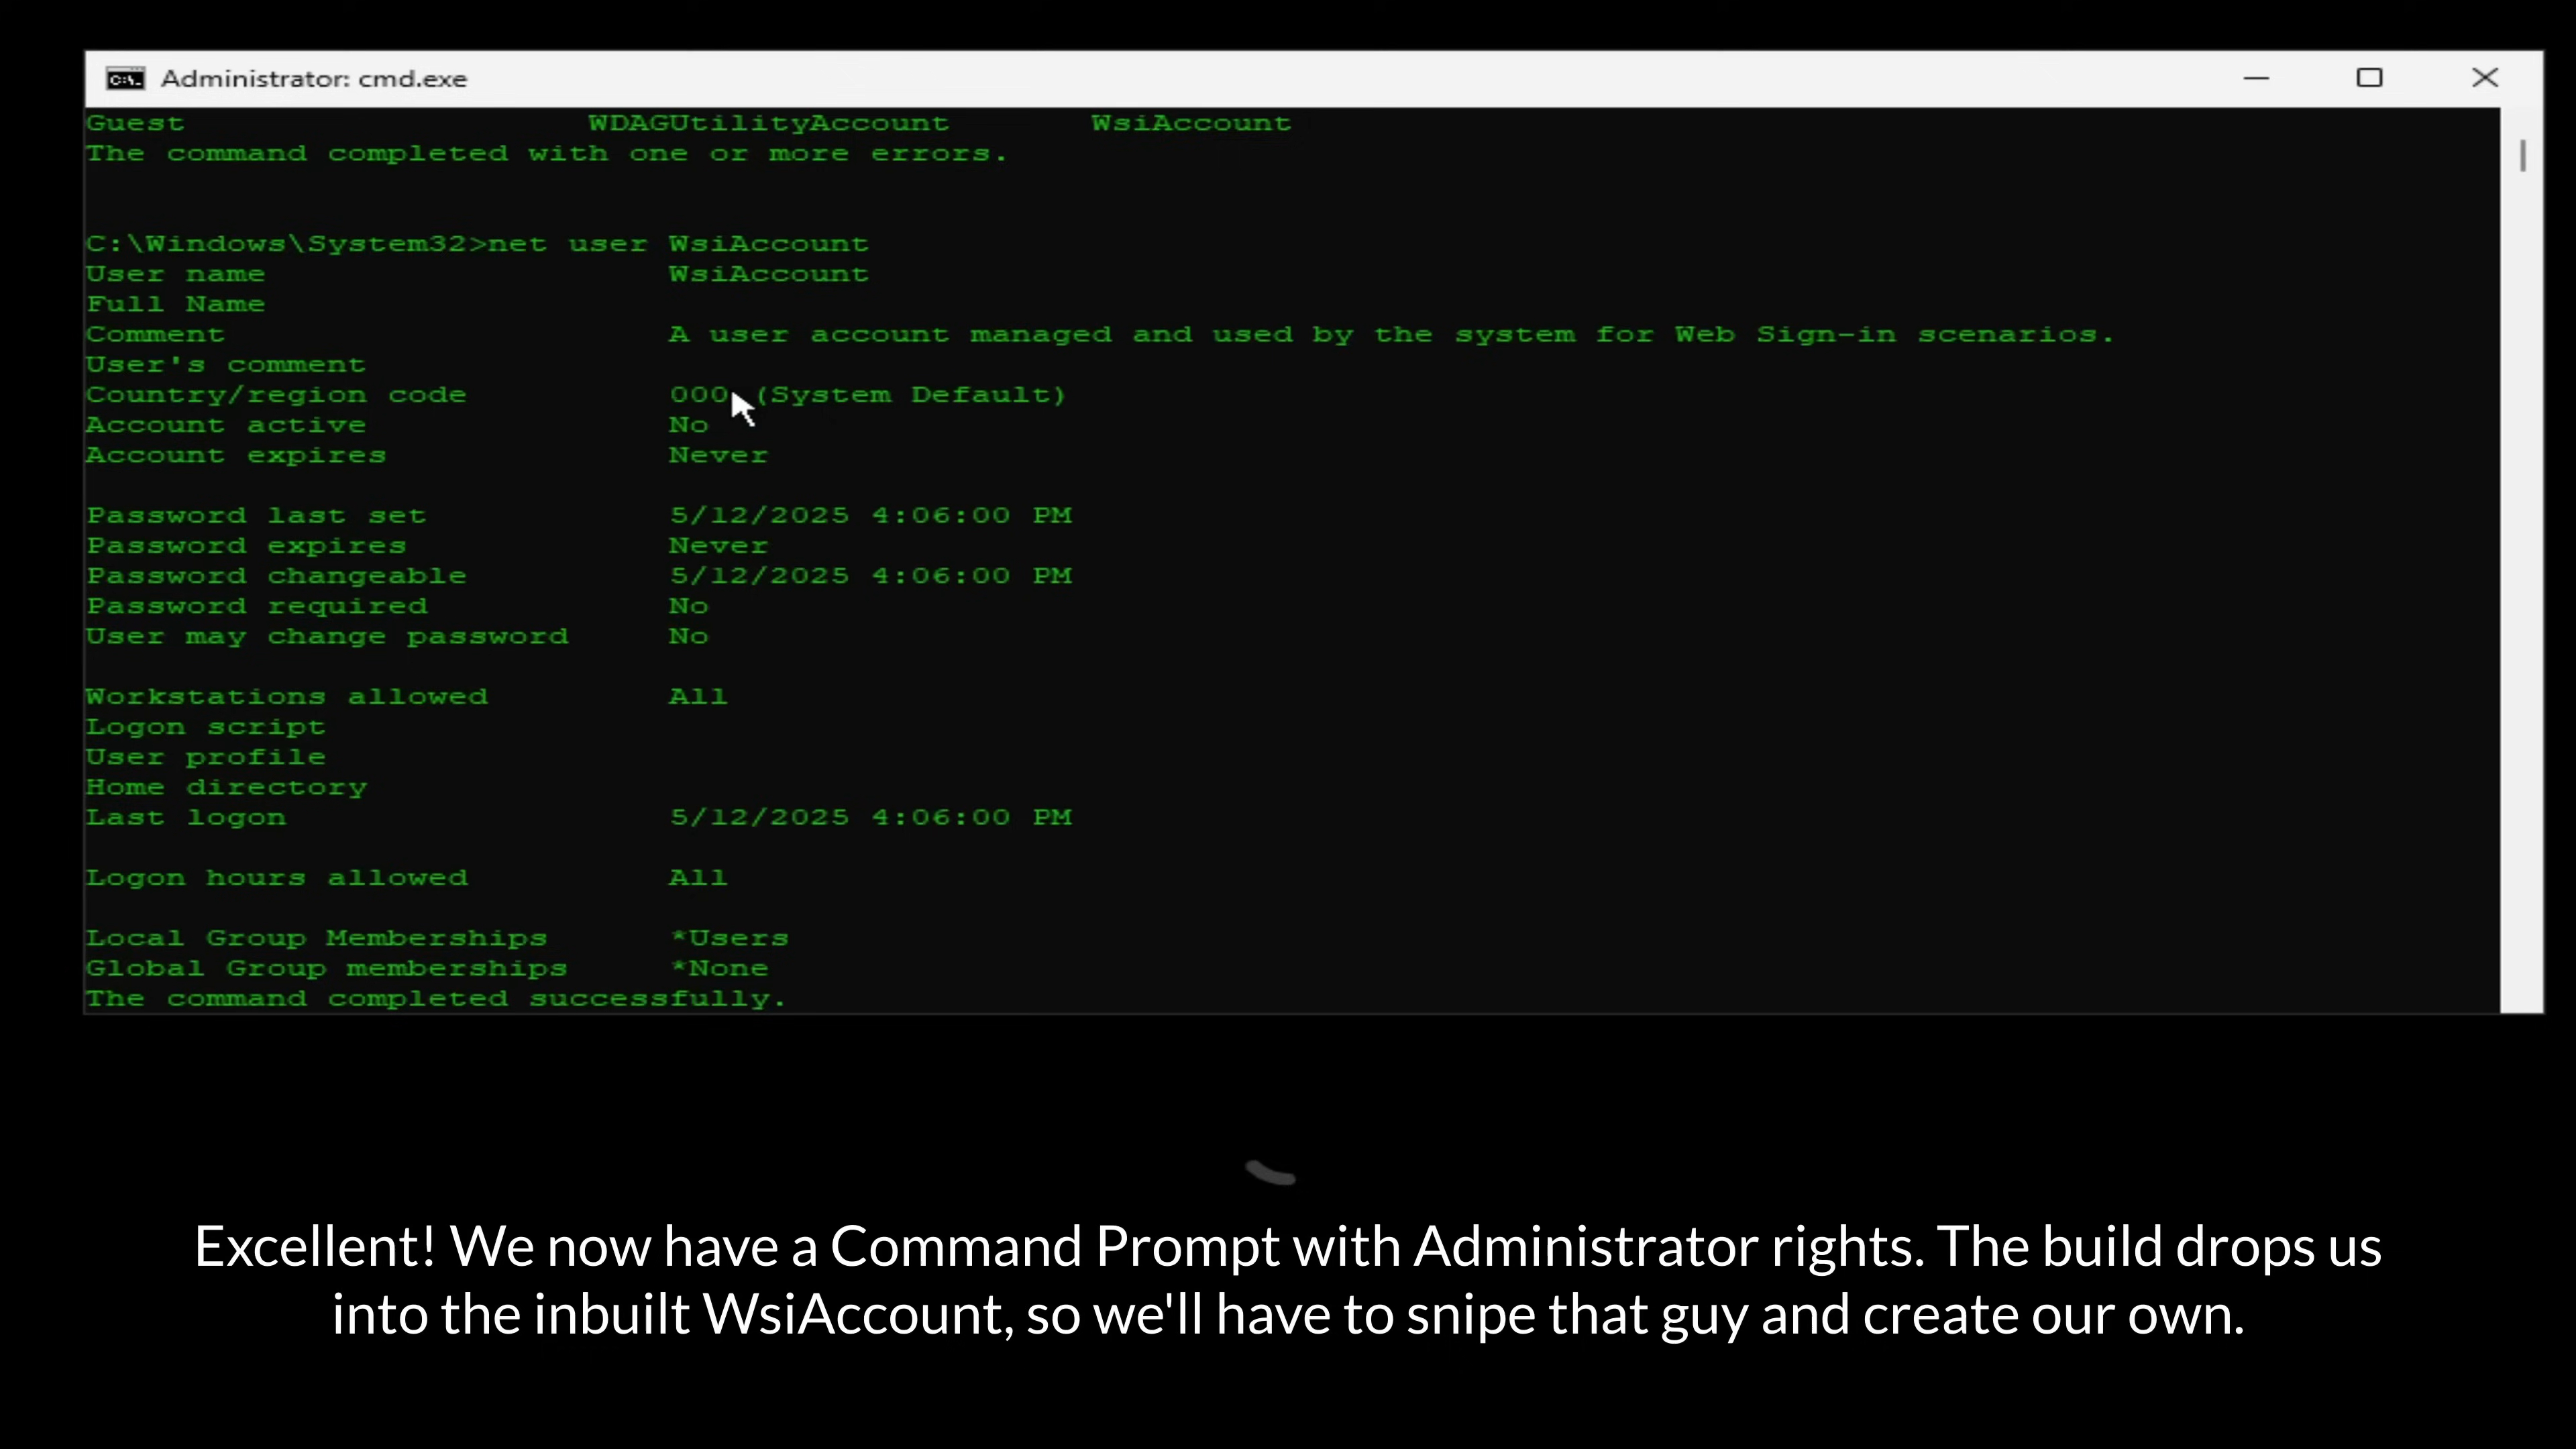 Administrator: cmd.exe
Guest WDAGUtilityAccount WsiAccount
The command completed with one or more errors.
C:\Windows\System32>net user WsiAccount
User name WsiAccount
Full Name
Comment A user account managed and used by the system for Web Sign-in scenarios.
User's comment
Country/region code 000 (System Default)
Account active No
Account expires Never
Password last set 5/12/2025 4:06:00 PM
Password expires Never
Password changeable 5/12/2025 4:06:00 PM
Password required No
User may change password No
Workstations allowed All
Logon script
User profile
Home directory
Last logon 5/12/2025 4:06:00 PM
Logon hours allowed All
Local Group Memberships *Users
Global Group memberships *None
The command completed successfully.
Excellent! We now have a Command Prompt with Administrator rights. The build drops us
into the inbuilt WsiAccount, so we'll have to snipe that guy and create our own.